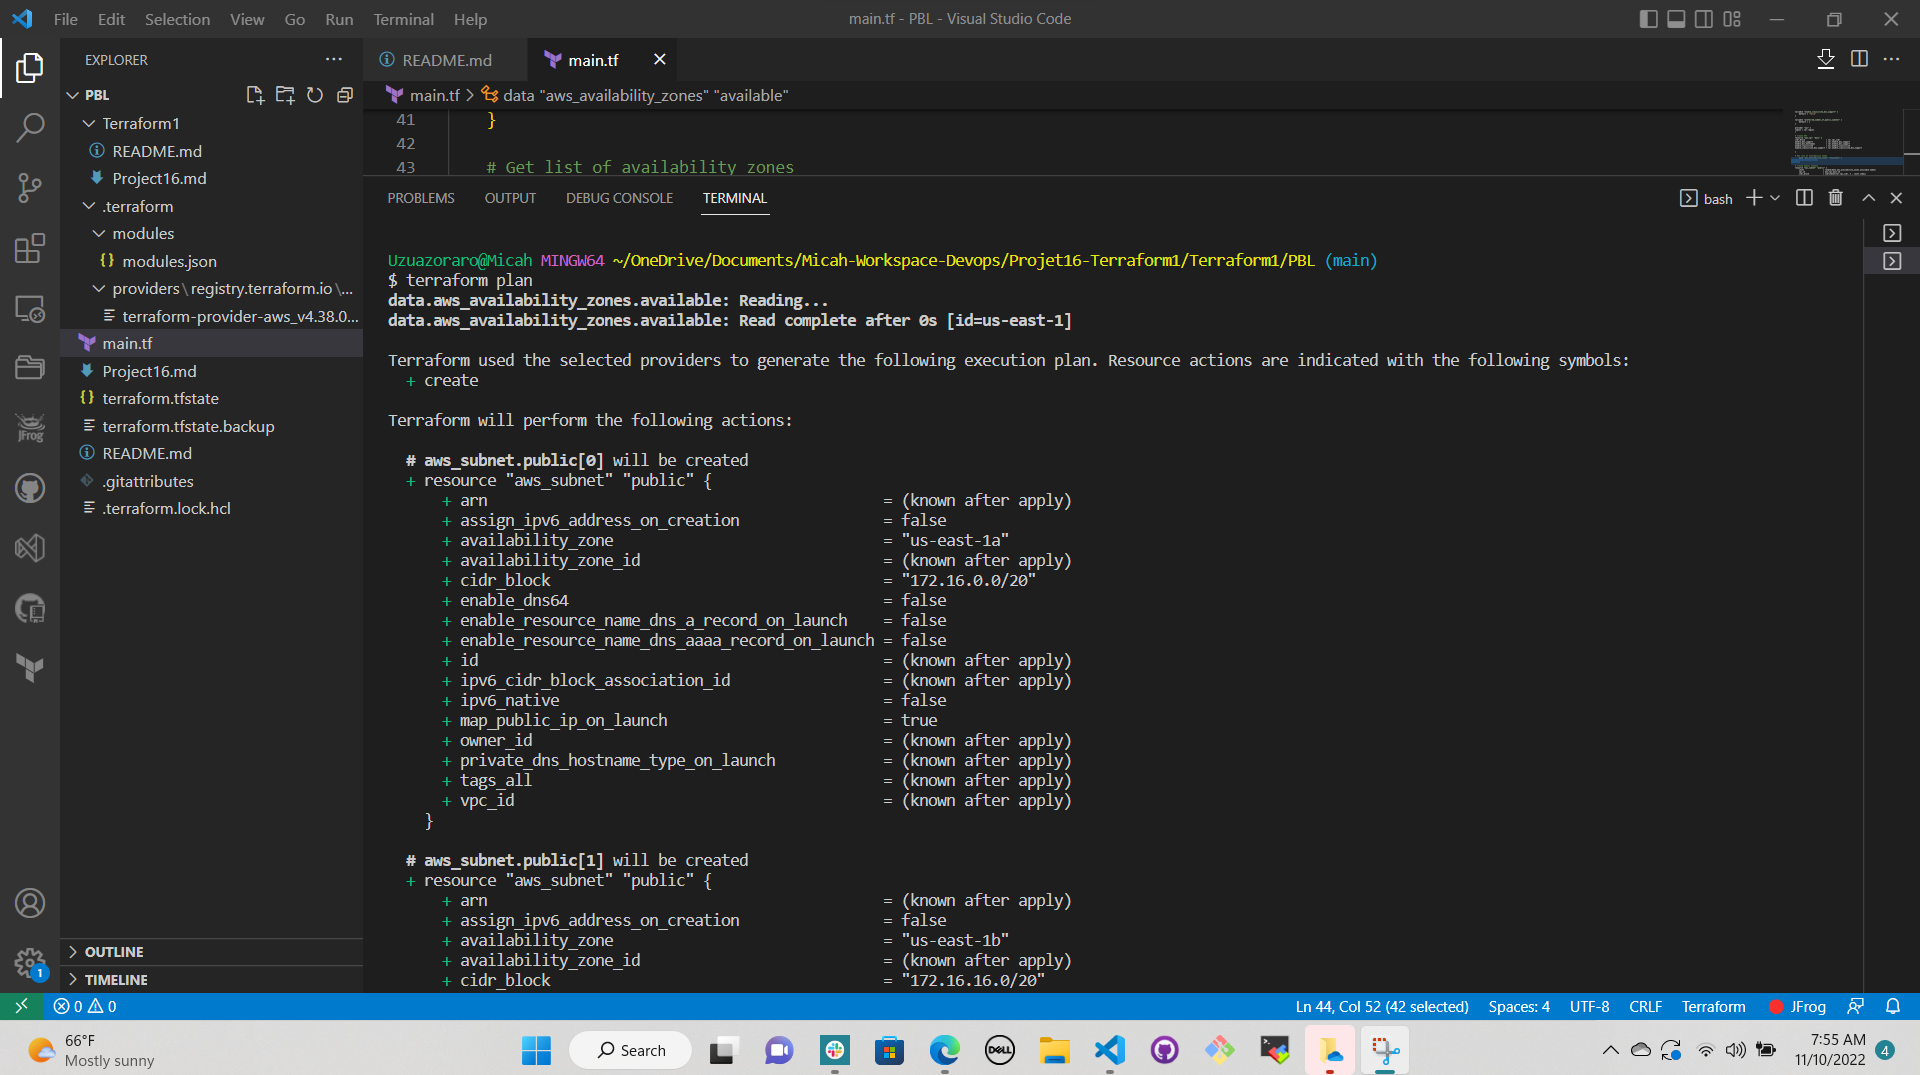 File Edit Selection View Go Run Terminal Help
main.tf - PBL - Visual Studio Code
EXPLORER
PBL
Terraform1
README.md
Project16.md
.terraform
modules
modules.json
providers\registry.terraform.io\...
terraform-provider-aws_v4.38.0...
main.tf
Project16.md
terraform.tfstate
terraform.tfstate.backup
README.md
.gitattributes
.terraform.lock.hcl
JFrog
OUTLINE
TIMELINE
1
README.md
main.tf
main.tf > data "aws_availability_zones" "available"
41 }
42
43 # Get list of availability zones
PROBLEMS OUTPUT DEBUG CONSOLE TERMINAL
bash
Uzuazoraro@Micah MINGW64 ~/OneDrive/Documents/Micah-Workspace-Devops/Projet16-Terraform1/Terraform1/PBL (main)
$ terraform plan
data.aws_availability_zones.available: Reading...
data.aws_availability_zones.available: Read complete after 0s [id=us-east-1]
Terraform used the selected providers to generate the following execution plan. Resource actions are indicated with the following symbols:
+ create
Terraform will perform the following actions:
# aws_subnet.public[0] will be created
+ resource "aws_subnet" "public" {
+ arn = (known after apply)
+ assign_ipv6_address_on_creation = false
+ availability_zone = "us-east-1a"
+ availability_zone_id = (known after apply)
+ cidr_block = "172.16.0.0/20"
+ enable_dns64 = false
+ enable_resource_name_dns_a_record_on_launch = false
+ enable_resource_name_dns_aaaa_record_on_launch = false
+ id = (known after apply)
+ ipv6_cidr_block_association_id = (known after apply)
+ ipv6_native = false
+ map_public_ip_on_launch = true
+ owner_id = (known after apply)
+ private_dns_hostname_type_on_launch = (known after apply)
+ tags_all = (known after apply)
+ vpc_id = (known after apply)
}
# aws_subnet.public[1] will be created
+ resource "aws_subnet" "public" {
+ arn = (known after apply)
+ assign_ipv6_address_on_creation = false
+ availability_zone = "us-east-1b"
+ availability_zone_id = (known after apply)
+ cidr_block = "172.16.16.0/20"
0 0
Ln 44, Col 52 (42 selected) Spaces: 4 UTF-8 CRLF Terraform JFrog
66°F
Mostly sunny
Search
DELL
7:55 AM
11/10/2022
4